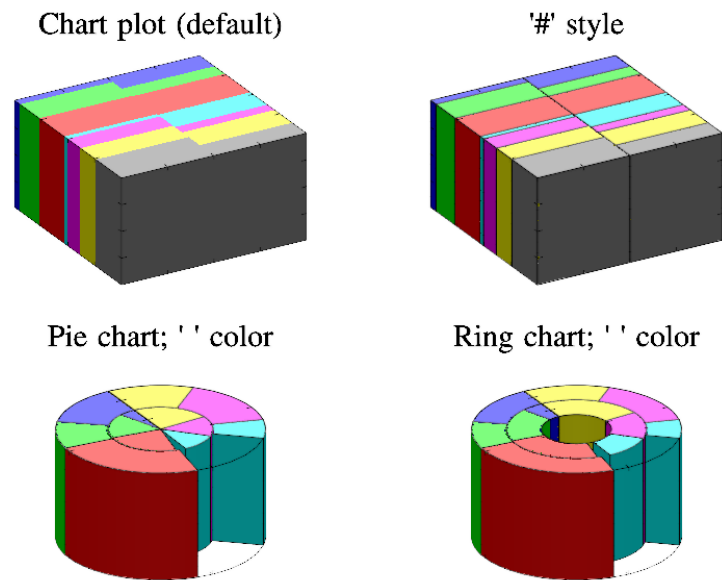 Chart plot (default)
'#' style
Pie chart; ' ' color
Ring chart; ' ' color